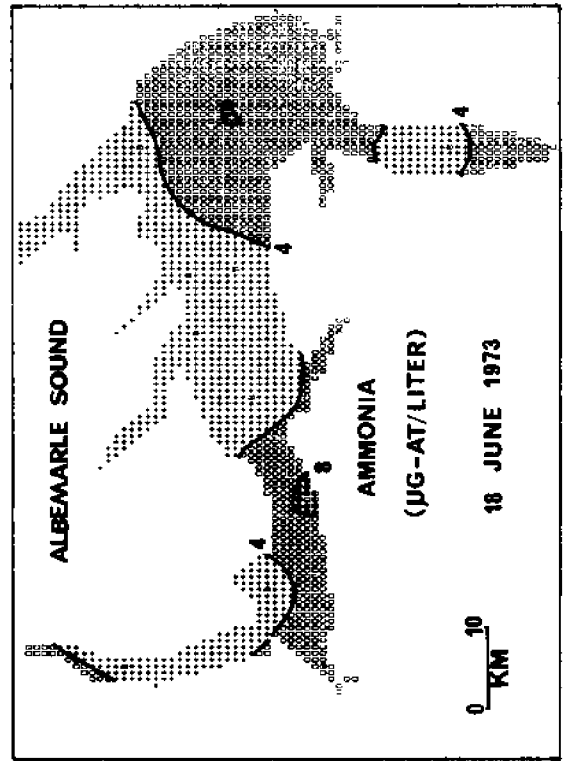 ALBEMARLE SOUND
4
4
4
8
AMMONIA
(µG-AT/LITER)
18 JUNE 1973
0 10
KM